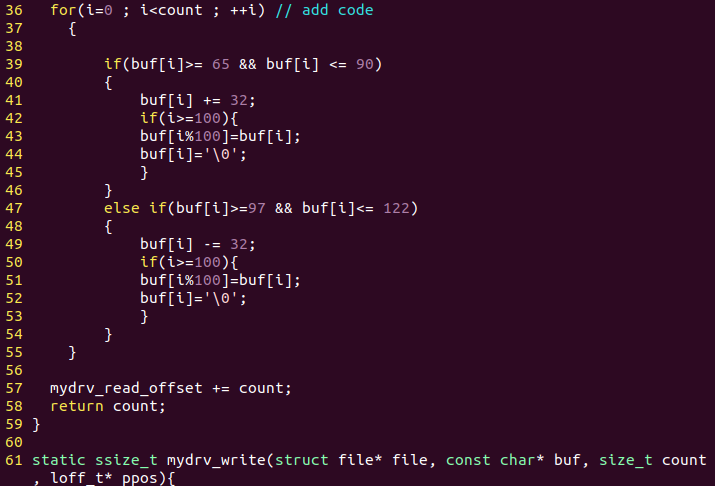 36   for(i=0 ; i<count ; ++i) // add code
37     {
38
39         if(buf[i]>= 65 && buf[i] <= 90)
40         {
41             buf[i] += 32;
42             if(i>=100){
43             buf[i%100]=buf[i];
44             buf[i]='\0';
45             }
46         }
47         else if(buf[i]>=97 && buf[i]<= 122)
48         {
49             buf[i] -= 32;
50             if(i>=100){
51             buf[i%100]=buf[i];
52             buf[i]='\0';
53             }
54         }
55     }
56
57   mydrv_read_offset += count;
58   return count;
59 }
60
61 static ssize_t mydrv_write(struct file* file, const char* buf, size_t count
, loff_t* ppos){